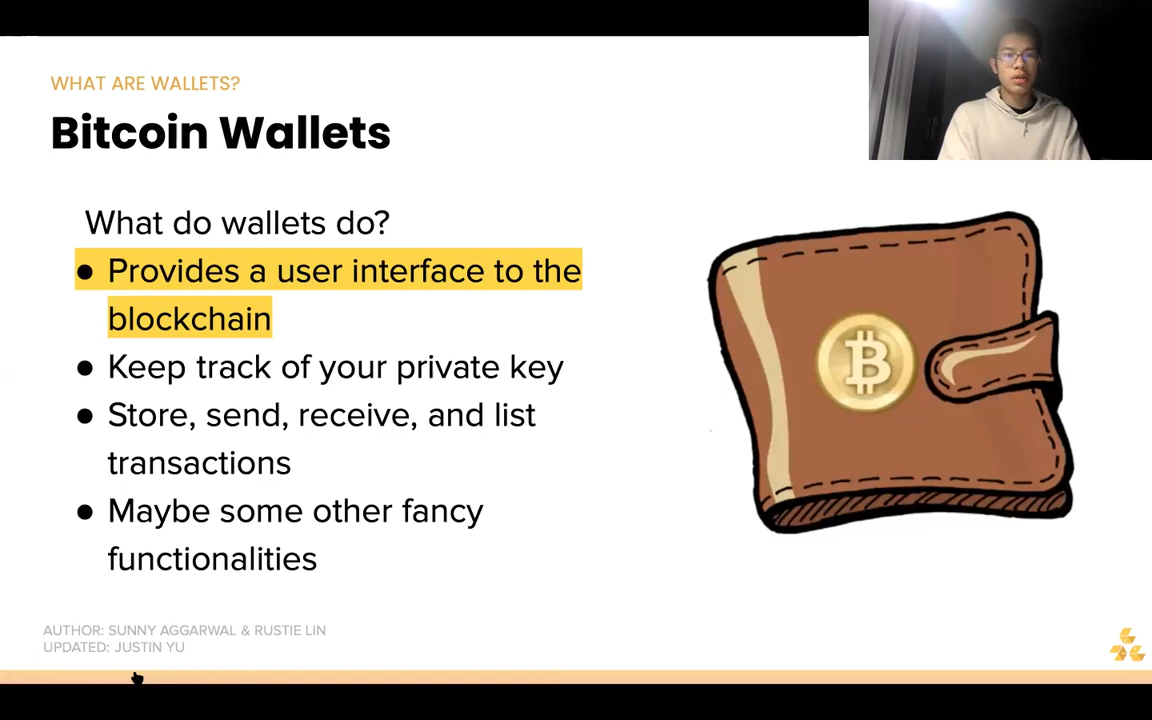 WHAT ARE WALLETS?
Bitcoin Wallets
What do wallets do?
● Provides a user interface to the
blockchain
● Keep track of your private key
● Store, send, receive, and list
transactions
● Maybe some other fancy
functionalities
AUTHOR: SUNNY AGGARWAL & RUSTIE LIN
UPDATED: JUSTIN YU